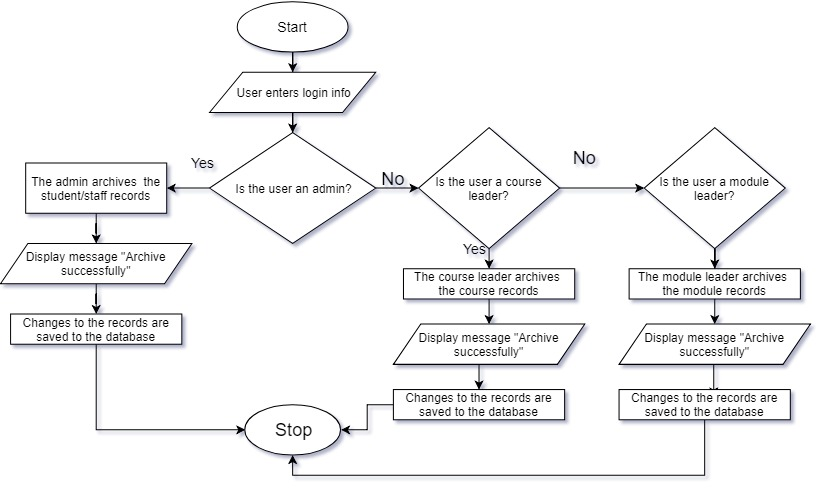 Start
User enters login info
Is the user an admin?
Yes
No
Is the user a course
leader?
No
Is the user a module
leader?
The admin archives the
student/staff records
Display message "Archive
successfully"
Changes to the records are
saved to the database
Yes
The course leader archives
the course records
Display message "Archive
successfully"
Changes to the records are
saved to the database
The module leader archives
the module records
Display message "Archive
successfully"
Changes to the records are
saved to the database
Stop